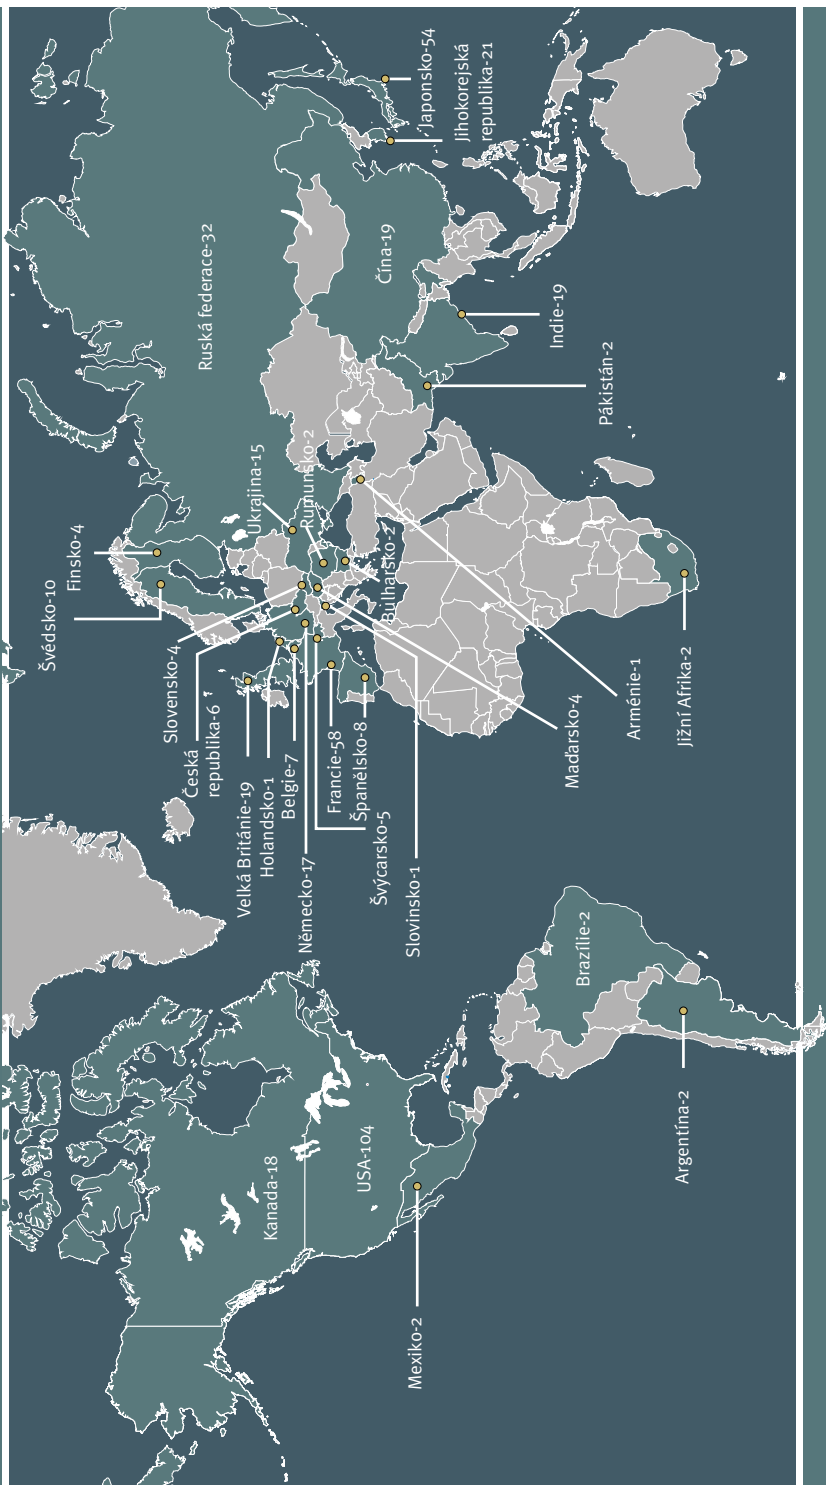 Švédsko-10
Finsko-4
Ruská federace-32
Slovensko-4
Česká
republika-6
Velká Británie-19
Holandsko-1
Belgie-7
Německo-17
Francie-58
Španělsko-8
Švýcarsko-5
Slovinsko-1
Ukrajina-15
Rumunsko-2
Bulharsko-2
Maďarsko-4
Arménie-1
Jižní Afrika-2
Pákistán-2
Indie-19
Čína-19
Japonsko-54
Jihokorejská
republika-21
Kanada-18
USA-104
Mexiko-2
Brazílie-2
Argentína-2